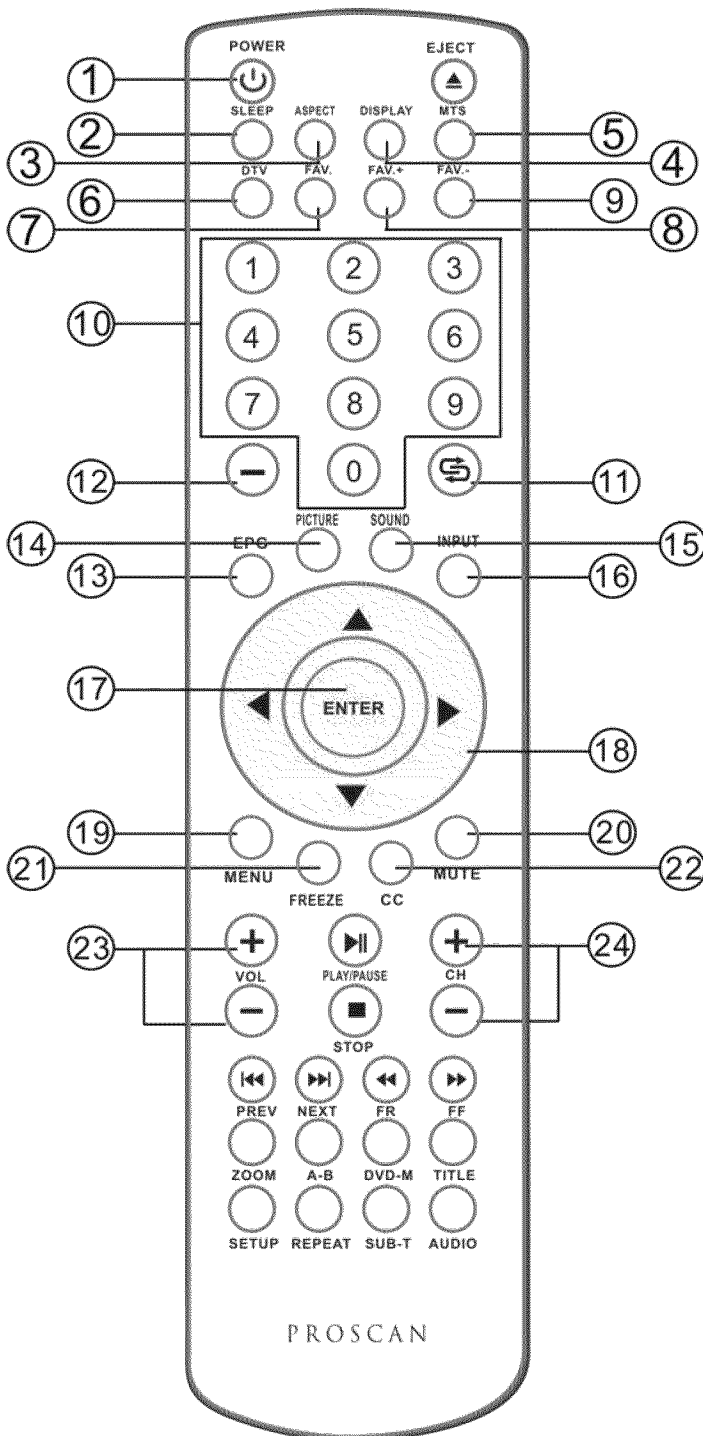 POWER EJECT
1
SLEEP ASPECT DISPLAY MTS
2 5
3 4
DTV FAV. FAV.+ FAV.-
6 9
7 8
1 2 3
10
4 5 6
7 8 9
12 − 0 11
PICTURE SOUND
14 EPG INPUT 15
13 16
17 ENTER
18
19 20
21 MENU MUTE 22
FREEZE CC
23 + + 24
VOL PLAY/PAUSE CH
− −
STOP
PREV NEXT FR FF
ZOOM A-B DVD-M TITLE
SETUP REPEAT SUB-T AUDIO
PROSCAN